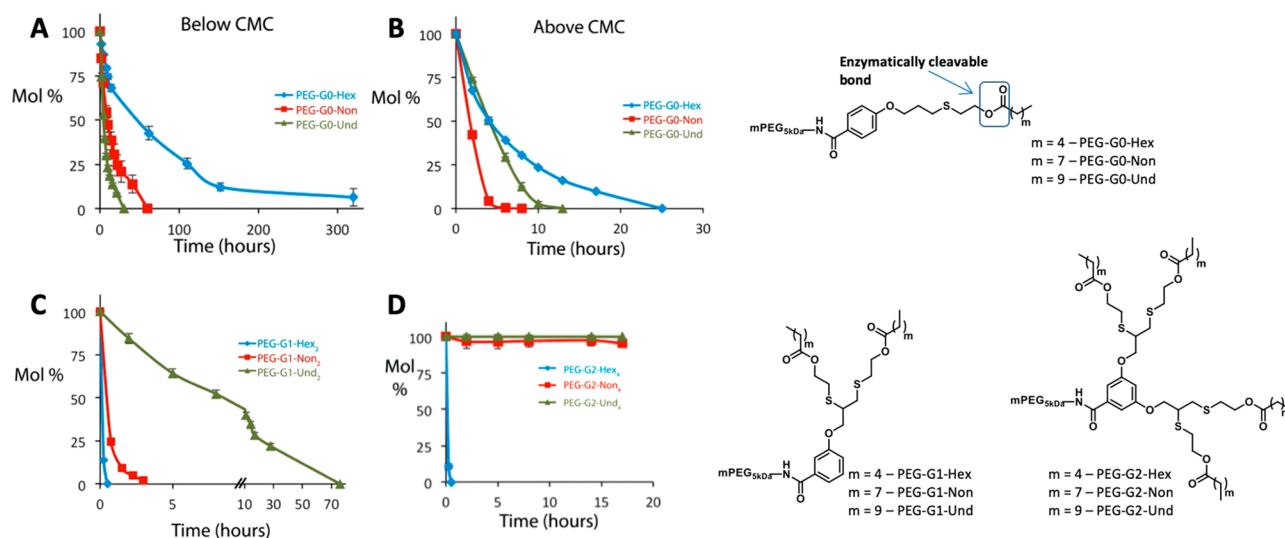 A
Below CMC
100
75
50
25
0
Mol %
PEG-G0-Hex
PEG-G0-Non
PEG-G0-Und
0
100
200
300
Time (hours)
B
Above CMC
100
75
50
25
0
Mol %
PEG-G0-Hex
PEG-G0-Non
PEG-G0-Und
0
10
20
30
Time (hours)
Enzymatically cleavable
bond
mPEG5kDa
H
N
O
O
S
O
O
m
m = 4 – PEG-G0-Hex
m = 7 – PEG-G0-Non
m = 9 – PEG-G0-Und
C
100
75
50
25
0
Mol %
PEG-G1-Hex2
PEG-G1-Non2
PEG-G1-Und2
0
5
10
30
50
70
Time (hours)
D
100
75
50
25
0
Mol
%
PEG-G2-Hex4
PEG-G2-Non4
PEG-G2-Und4
0
5
10
15
20
Time (hours)
m
O
O
O
O
m
S
S
O
mPEG5kDa
H
N
O
m = 4 – PEG-G1-Hex
m = 7 – PEG-G1-Non
m = 9 – PEG-G1-Und
m
O
O
O
O
m
S
S
O
mPEG5kDa
H
N
O
O
S
S
O
O
m
O
O
m
m = 4 – PEG-G2-Hex
m = 7 – PEG-G2-Non
m = 9 – PEG-G2-Und